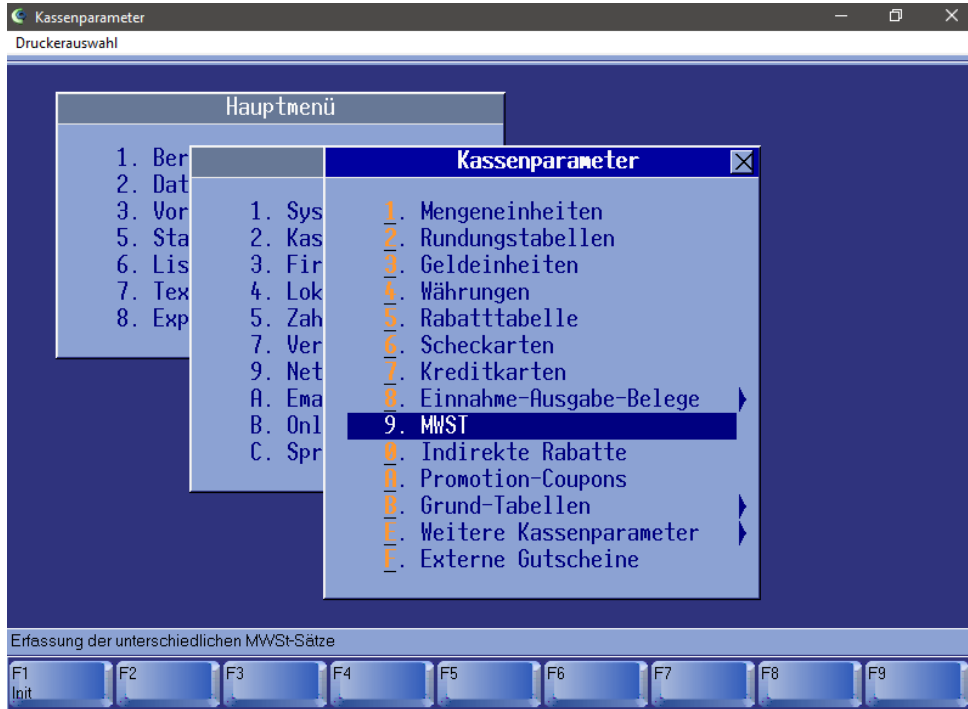 Kassenparameter
Druckerauswahl
Hauptmenü
1. Ber
2. Dat
3. Vor
5. Sta
6. Lis
7. Tex
8. Exp
1. Sys
2. Kas
3. Fir
4. Lok
5. Zah
7. Ver
9. Net
A. Ema
B. Onl
C. Spr
Kassenparameter
1. Mengeneinheiten
2. Rundungstabellen
3. Geldeinheiten
4. Währungen
5. Rabatttabelle
6. Scheckarten
7. Kreditkarten
8. Einnahme-Ausgabe-Belege
9. MWST
0. Indirekte Rabatte
A. Promotion-Coupons
B. Grund-Tabellen
E. Weitere Kassenparameter
F. Externe Gutscheine
Erfassung der unterschiedlichen MWSt-Sätze
F1 F2 F3 F4 F5 F6 F7 F8 F9
Init